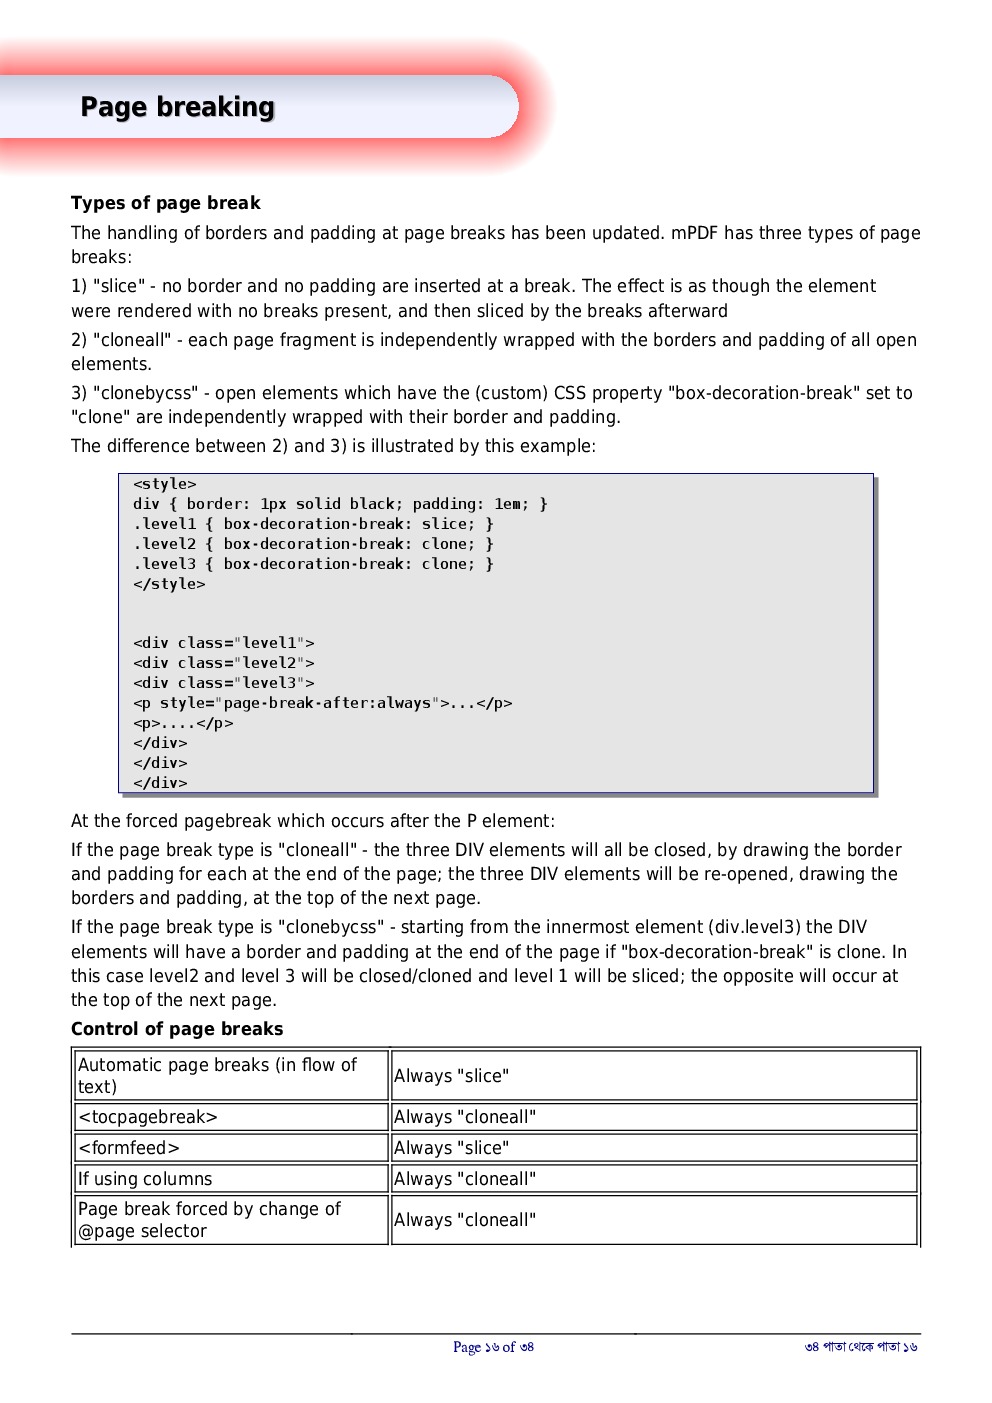 Page breaking
Types of page break
The handling of borders and padding at page breaks has been updated. mPDF has three types of page
breaks:
1) "slice" - no border and no padding are inserted at a break. The effect is as though the element
were rendered with no breaks present, and then sliced by the breaks afterward
2) "cloneall" - each page fragment is independently wrapped with the borders and padding of all open
elements.
3) "clonebycss" - open elements which have the (custom) CSS property "box-decoration-break" set to
"clone" are independently wrapped with their border and padding.
The difference between 2) and 3) is illustrated by this example:
<style>
div { border: 1px solid black; padding: 1em; }
.level1 { box-decoration-break: slice; }
.level2 { box-decoration-break: clone; }
.level3 { box-decoration-break: clone; }
</style>
<div class="level1">
<div class="level2">
<div class="level3">
<p style="page-break-after:always">...</p>
<p>....</p>
</div>
</div>
</div>
At the forced pagebreak which occurs after the P element:
If the page break type is "cloneall" - the three DIV elements will all be closed, by drawing the border
and padding for each at the end of the page; the three DIV elements will be re-opened, drawing the
borders and padding, at the top of the next page.
If the page break type is "clonebycss" - starting from the innermost element (div.level3) the DIV
elements will have a border and padding at the end of the page if "box-decoration-break" is clone. In
this case level2 and level 3 will be closed/cloned and level 1 will be sliced; the opposite will occur at
the top of the next page.
Control of page breaks
Automatic page breaks (in flow of
text)
Always "slice"
<tocpagebreak>
Always "cloneall"
<formfeed>
Always "slice"
If using columns
Always "cloneall"
Page break forced by change of
@page selector
Always "cloneall"
Page ১৬ of ৩৪
৩৪ পাতা থেকে পাতা ১৬